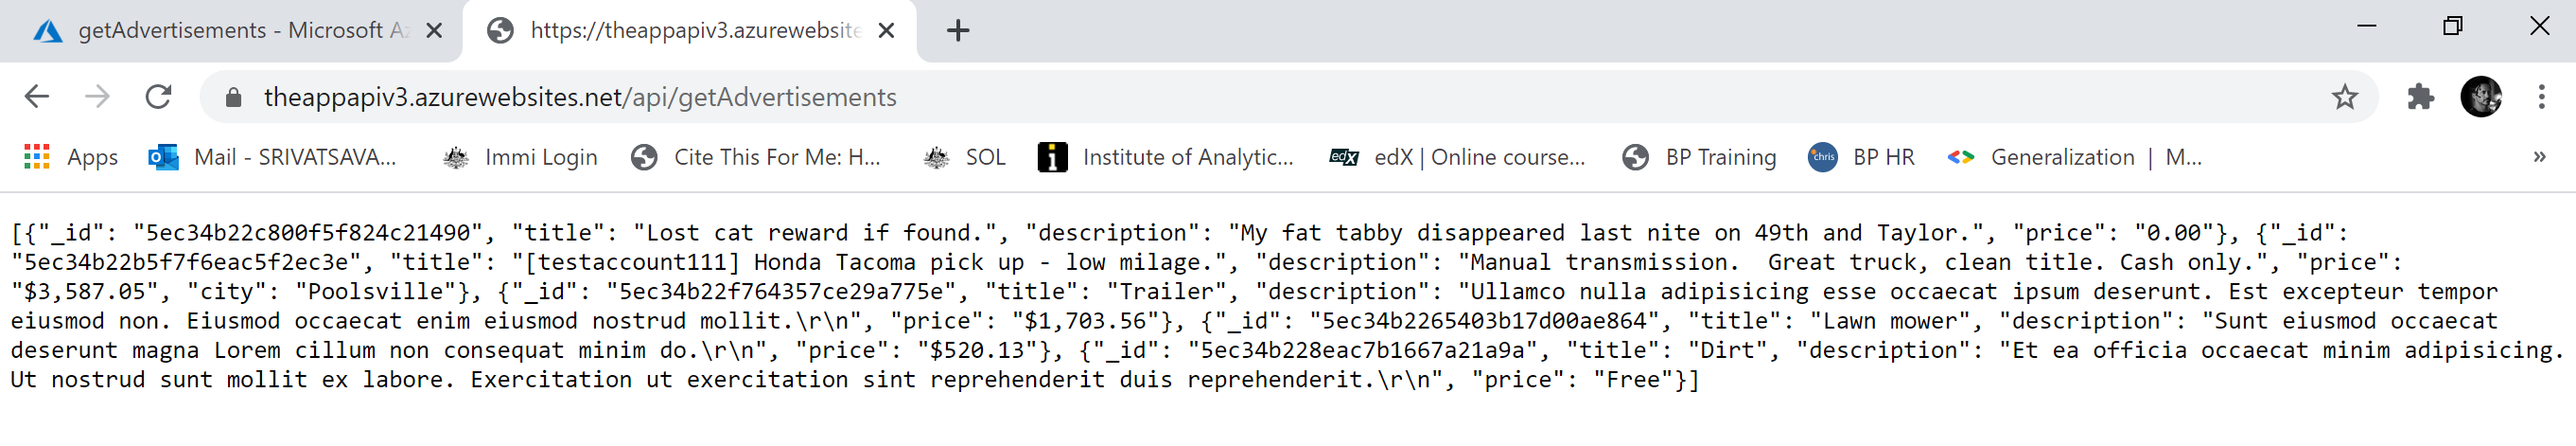 getAdvertisements - Microsoft Az
https://theappapiv3.azurewebsite
theappapiv3.azurewebsites.net/api/getAdvertisements
Apps
Mail - SRIVATSAVA...
Immi Login
Cite This For Me: H...
SOL
i
Institute of Analytic...
edX
edX | Online course...
BP Training
chris
BP HR
Generalization | M...
»
[{"_id": "5ec34b22c800f5f824c21490", "title": "Lost cat reward if found.", "description": "My fat tabby disappeared last nite on 49th and Taylor.", "price": "0.00"}, {"_id":
"5ec34b22b5f7f6eac5f2ec3e", "title": "[testaccount111] Honda Tacoma pick up - low milage.", "description": "Manual transmission.  Great truck, clean title. Cash only.", "price":
"$3,587.05", "city": "Poolsville"}, {"_id": "5ec34b22f764357ce29a775e", "title": "Trailer", "description": "Ullamco nulla adipisicing esse occaecat ipsum deserunt. Est excepteur tempor
eiusmod non. Eiusmod occaecat enim eiusmod nostrud mollit.\r\n", "price": "$1,703.56"}, {"_id": "5ec34b2265403b17d00ae864", "title": "Lawn mower", "description": "Sunt eiusmod occaecat
deserunt magna Lorem cillum non consequat minim do.\r\n", "price": "$520.13"}, {"_id": "5ec34b228eac7b1667a21a9a", "title": "Dirt", "description": "Et ea officia occaecat minim adipisicing.
Ut nostrud sunt mollit ex labore. Exercitation ut exercitation sint reprehenderit duis reprehenderit.\r\n", "price": "Free"}]